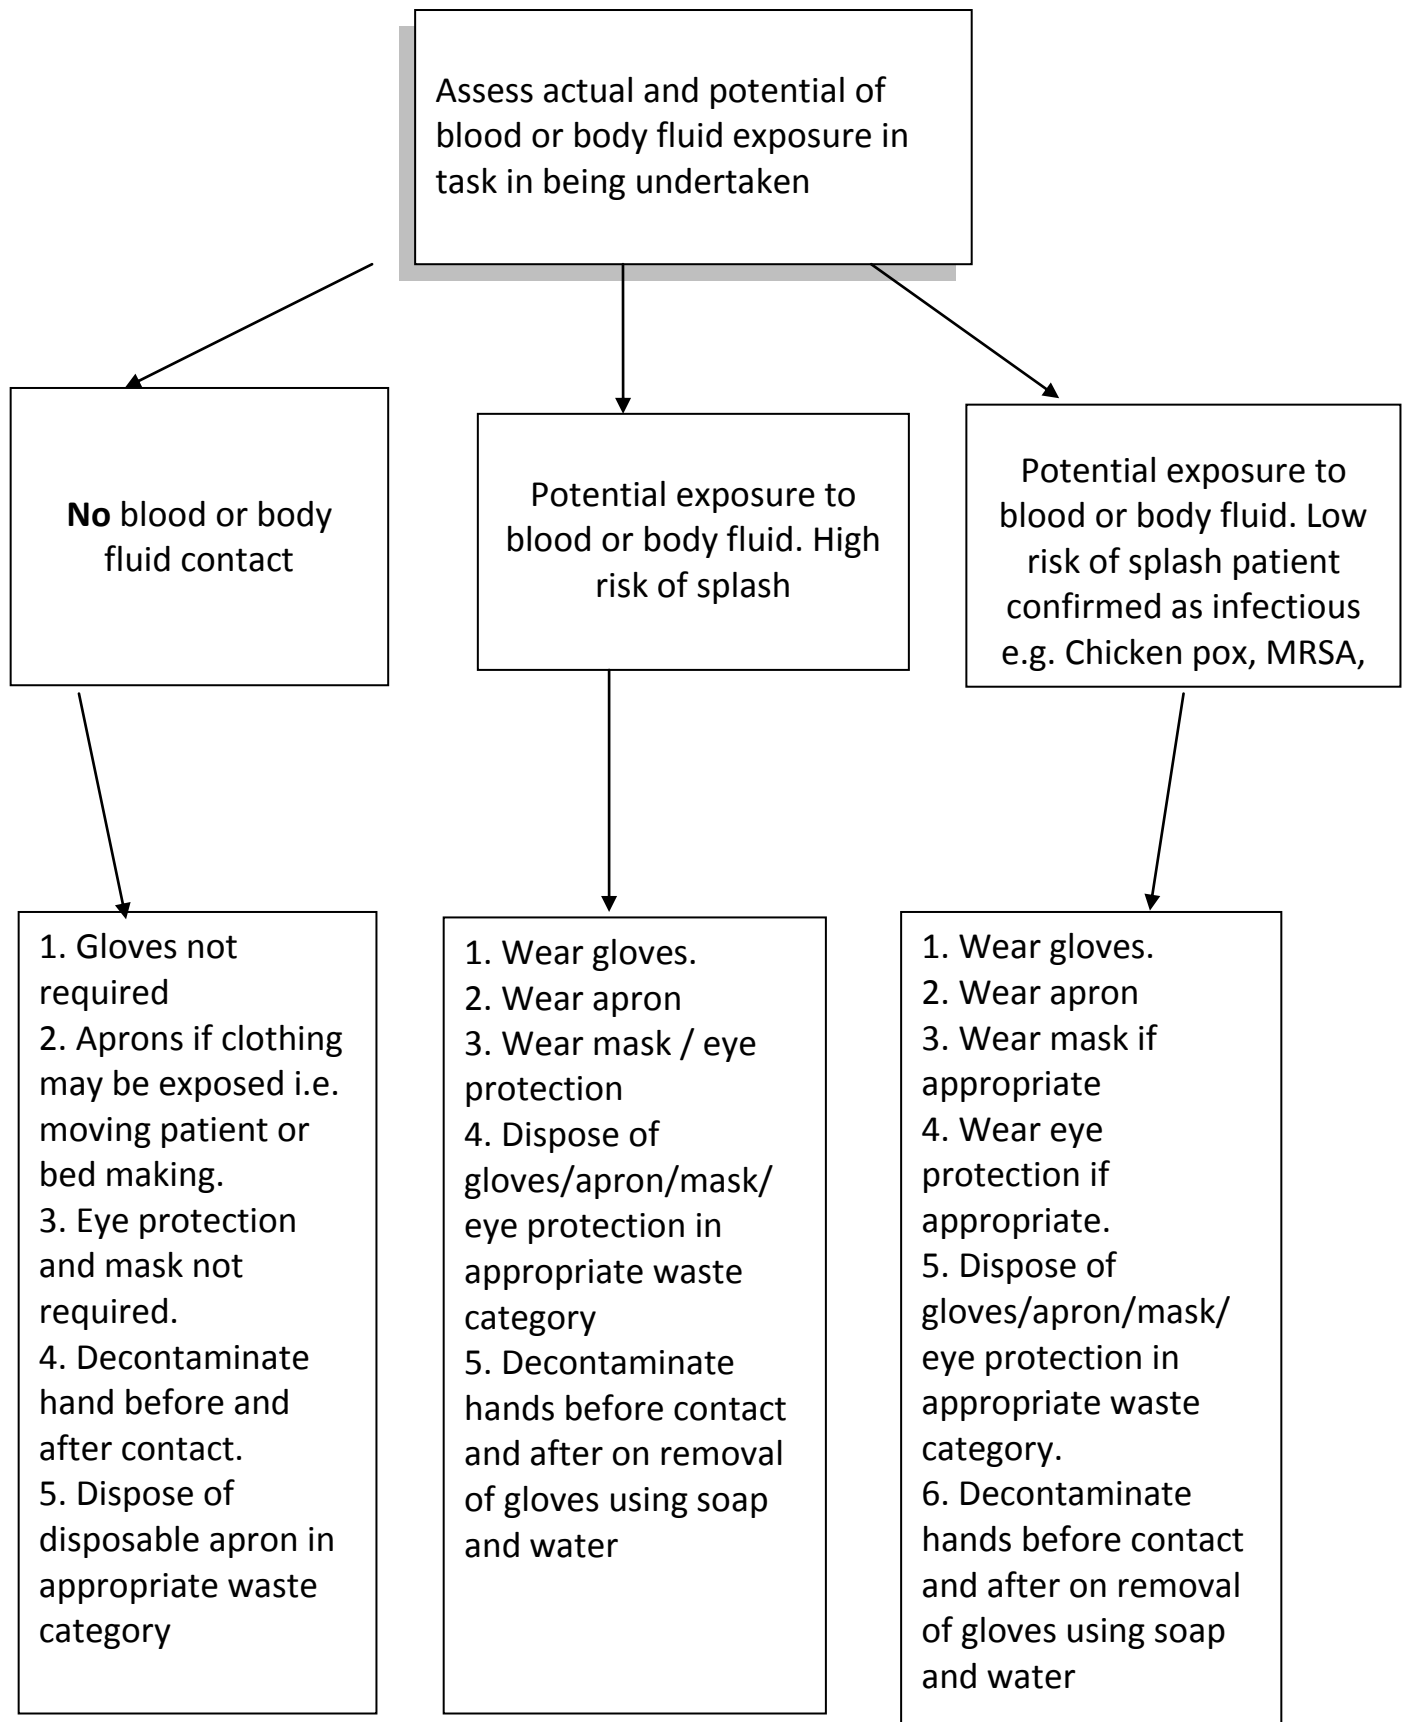 Assess actual and potential of
blood or body fluid exposure in
task in being undertaken
No blood or body
fluid contact
Potential exposure to
blood or body fluid. High
risk of splash
Potential exposure to
blood or body fluid. Low
risk of splash patient
confirmed as infectious
e.g. Chicken pox, MRSA,
1. Gloves not
required
2. Aprons if clothing
may be exposed i.e.
moving patient or
bed making.
3. Eye protection
and mask not
required.
4. Decontaminate
hand before and
after contact.
5. Dispose of
disposable apron in
appropriate waste
category
1. Wear gloves.
2. Wear apron
3. Wear mask / eye
protection
4. Dispose of
gloves/apron/mask/
eye protection in
appropriate waste
category
5. Decontaminate
hands before contact
and after on removal
of gloves using soap
and water
1. Wear gloves.
2. Wear apron
3. Wear mask if
appropriate
4. Wear eye
protection if
appropriate.
5. Dispose of
gloves/apron/mask/
eye protection in
appropriate waste
category.
6. Decontaminate
hands before contact
and after on removal
of gloves using soap
and water